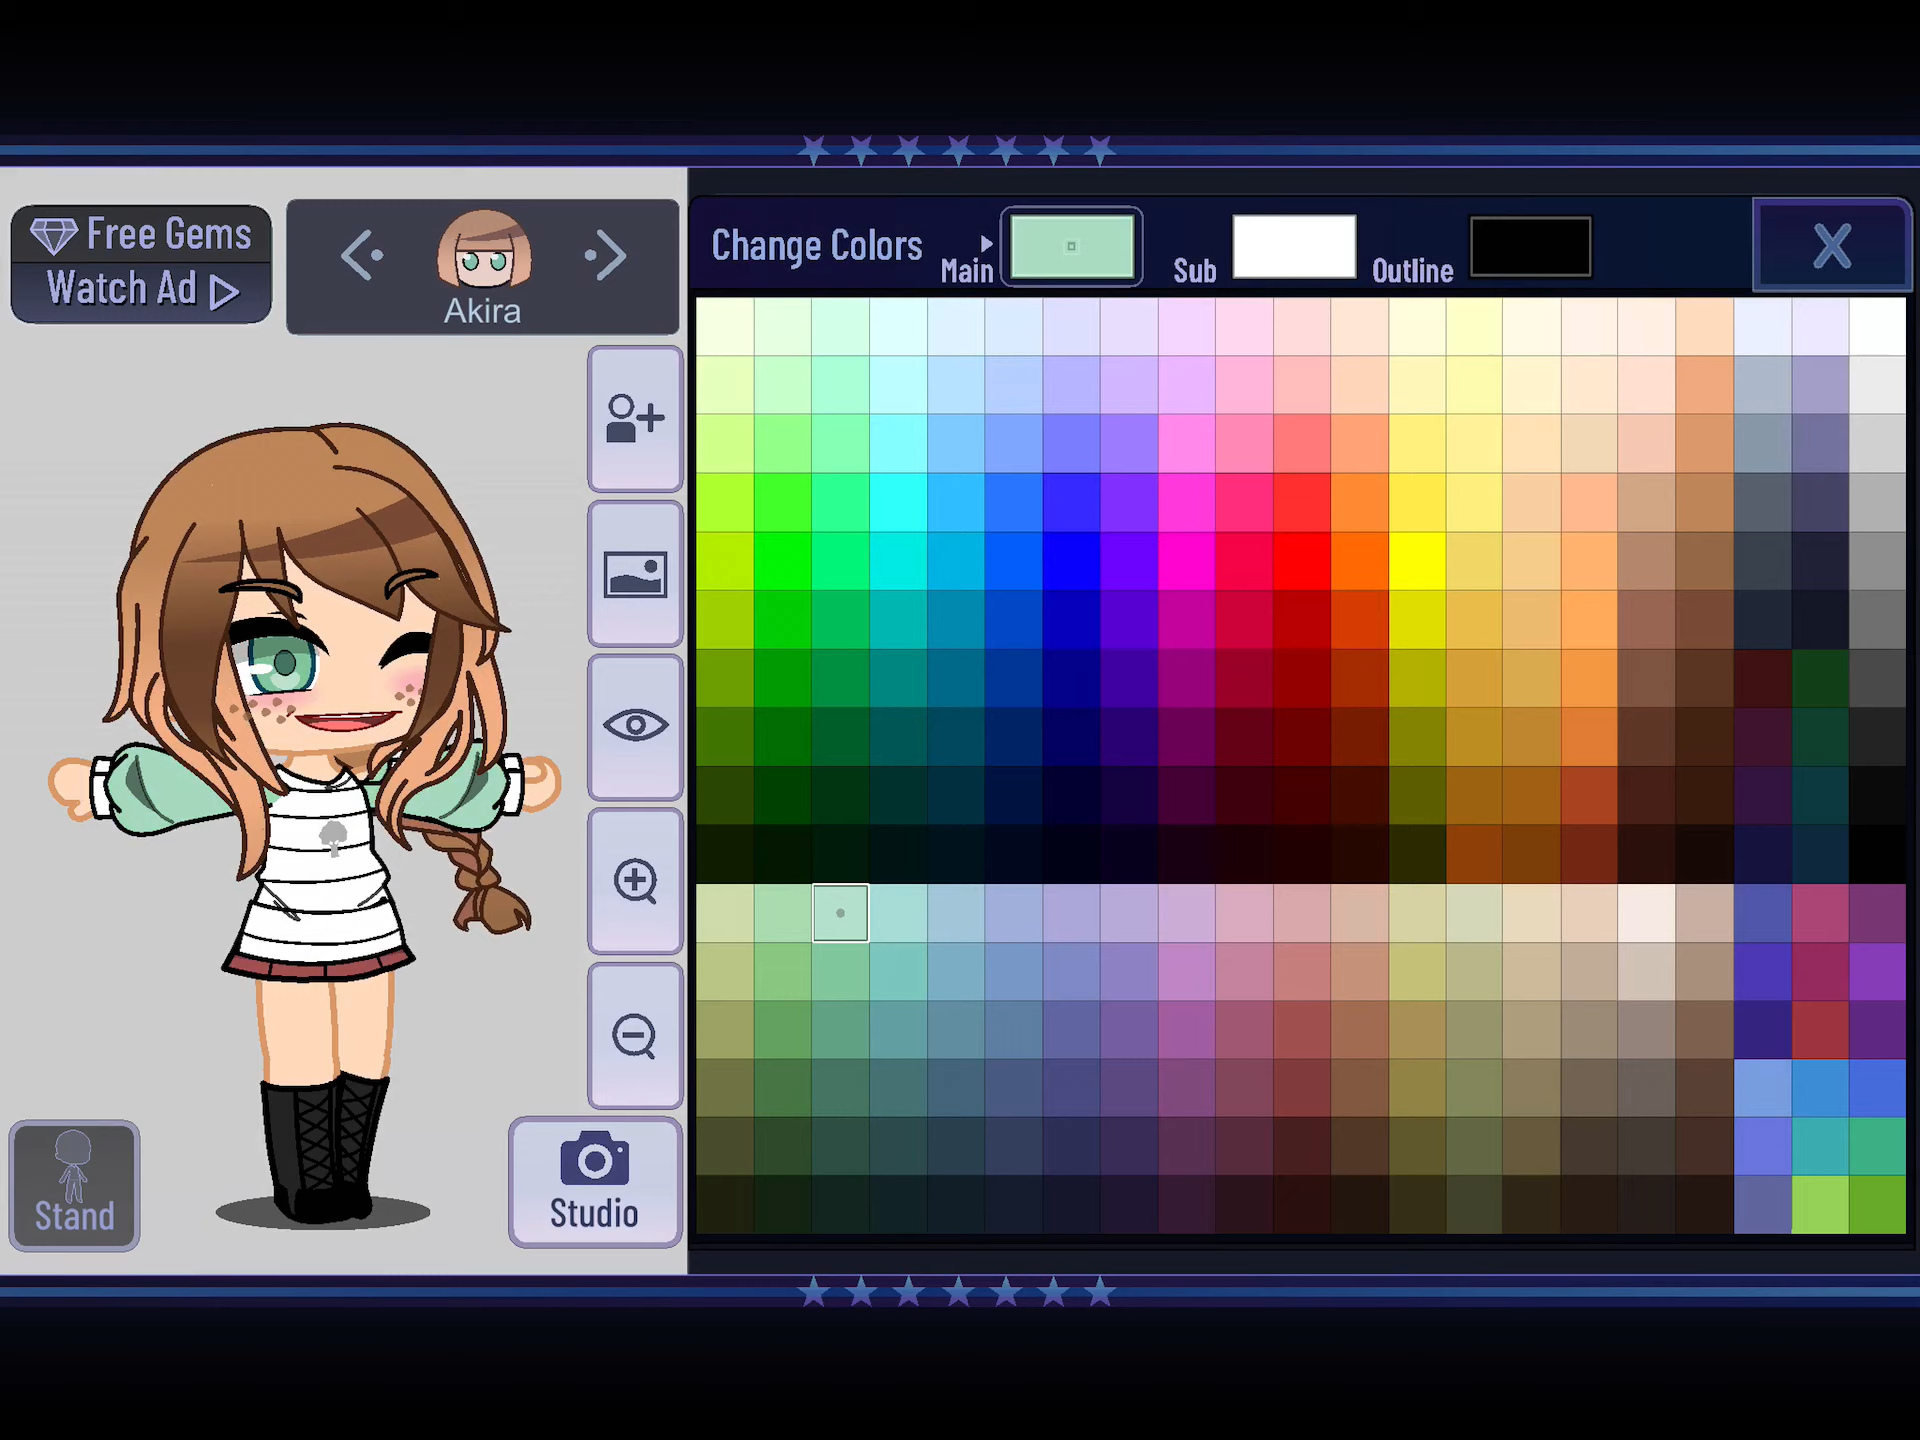 Free Gems
Watch Ad
Akira
Change Colors
Main
Sub
Outline
X
Stand
Studio